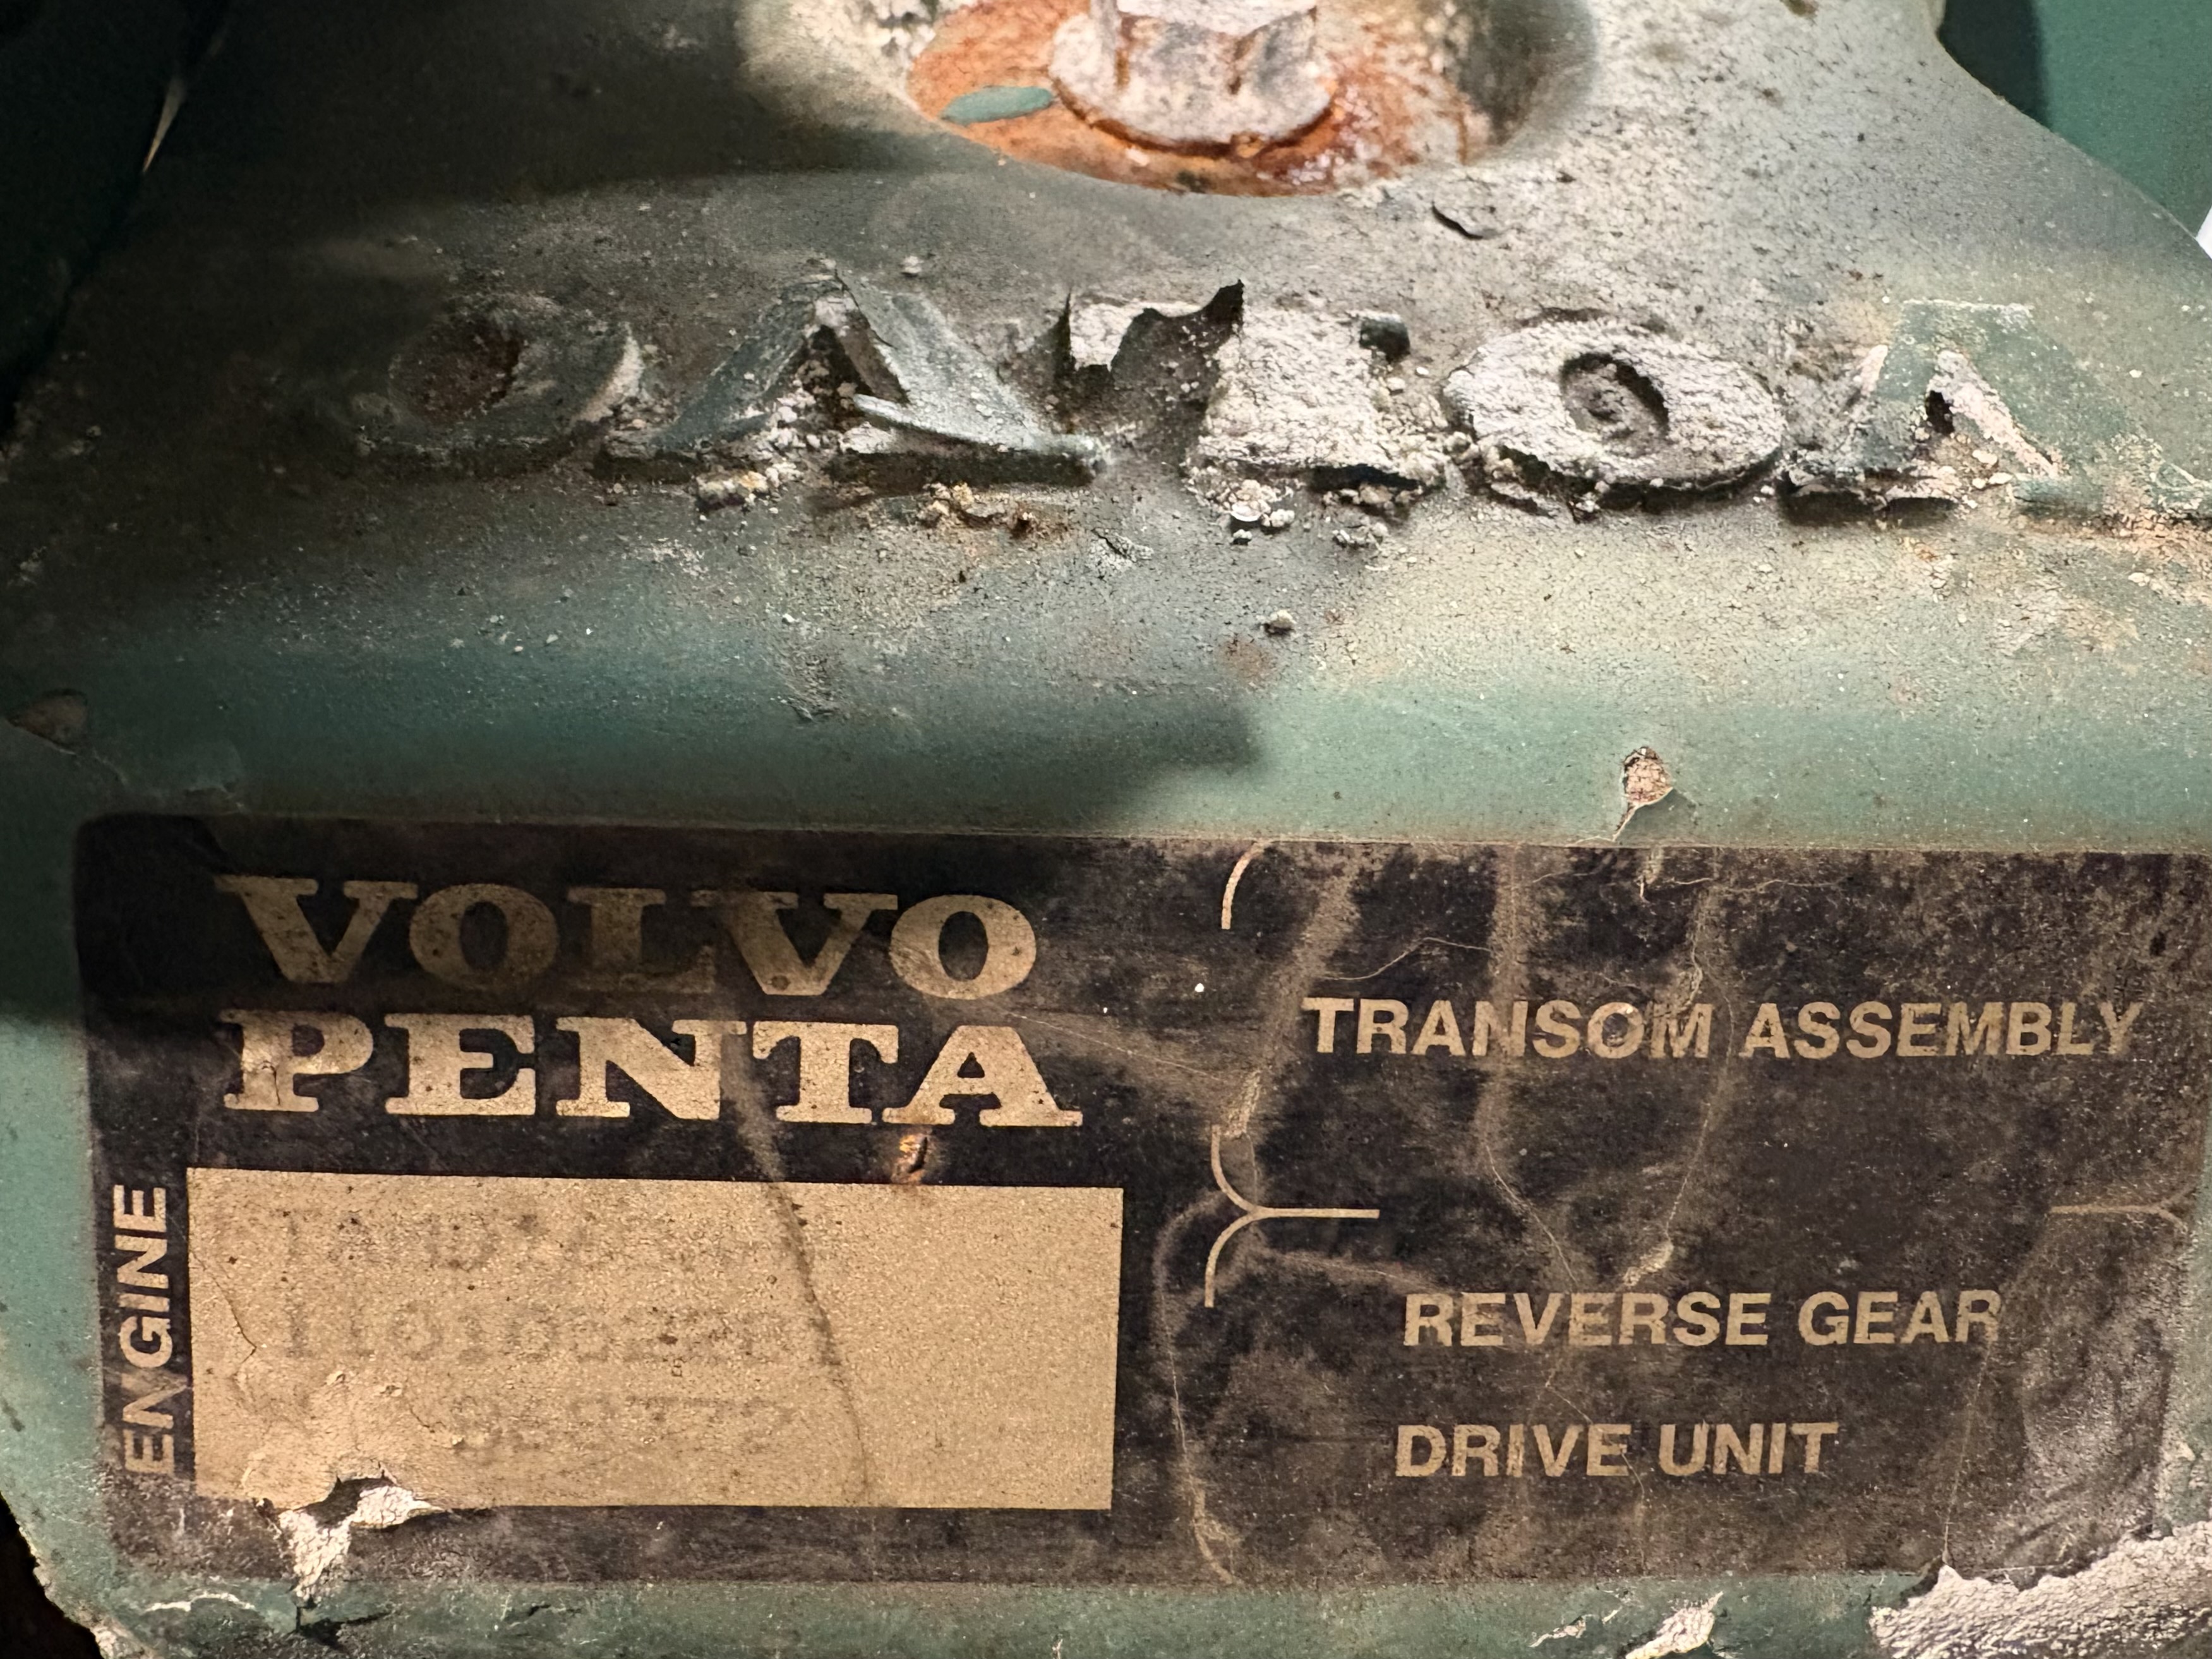 VOLVO
VOLVO
PENTA
ENGINE
TRANSOM ASSEMBLY
REVERSE GEAR
DRIVE UNIT